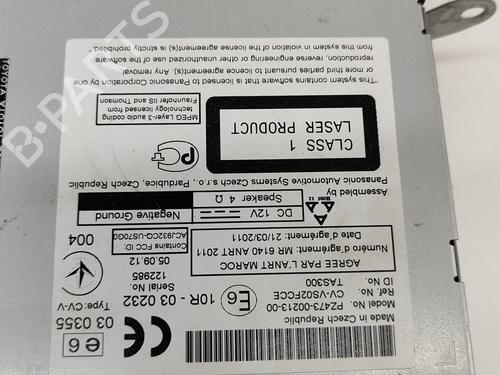 Made in Czech Republic
Model No. PZ473-00213-00
Ref. No. CV-VS02FCCE
ID No. TAS300
E6 10R - 03 0232
CE
e6
03 0355
TYPE: CV-V
AGREE PAR L'ANRT MAROC
Numéro d'agrément: MR 6140 ANRT 2011
Date d'agrément: 21/03/2011
Serial No.
122985
05.09.12
Contains FCC ID:
ACJ932CQ-US7060
004
DC 12V
Negative Ground
Speaker 4 Ω
Assembled by
Panasonic Automotive Systems Czech, s.r.o., Pardubice, Czech Republic
CLASS 1
LASER PRODUCT
MPEG Layer-3 audio coding
technology licensed from
Fraunhofer IIS and Thomson
This system contains software that is licensed to Panasonic Corporation by one
or more third parties pursuant to license agreement(s). Any removal,
reproduction, reverse engineering or other unauthorized use of the software
from this system in violation of the license agreement(s) is strictly prohibited.
TOYOTA
B-PARTS